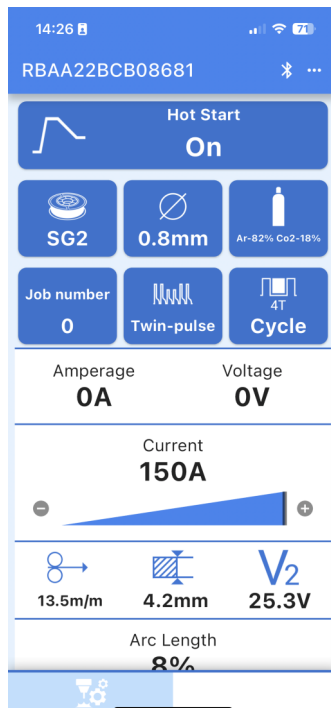 14:26 71
RBAA22BCB08681
Hot Start
On
SG2 0.8mm Ar-82% Co2-18%
Job number 4T
0 Twin-pulse Cycle
Amperage Voltage
0A 0V
Current
150A
V2
13.5m/m 4.2mm 25.3V
Arc Length
8%